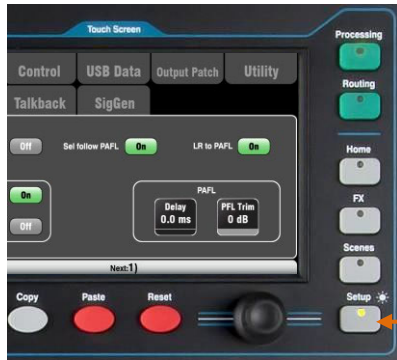 Touch Screen
Processing
Control
USB Data
Output Patch
Utility
Routing
Talkback
SigGen
Off
Sel follow PAFL
On
LR to PAFL
On
Home
On
PAFL
Delay
0.0 ms
PFL Trim
0 dB
FX
Off
Scenes
Next:1)
Copy
Paste
Reset
Setup